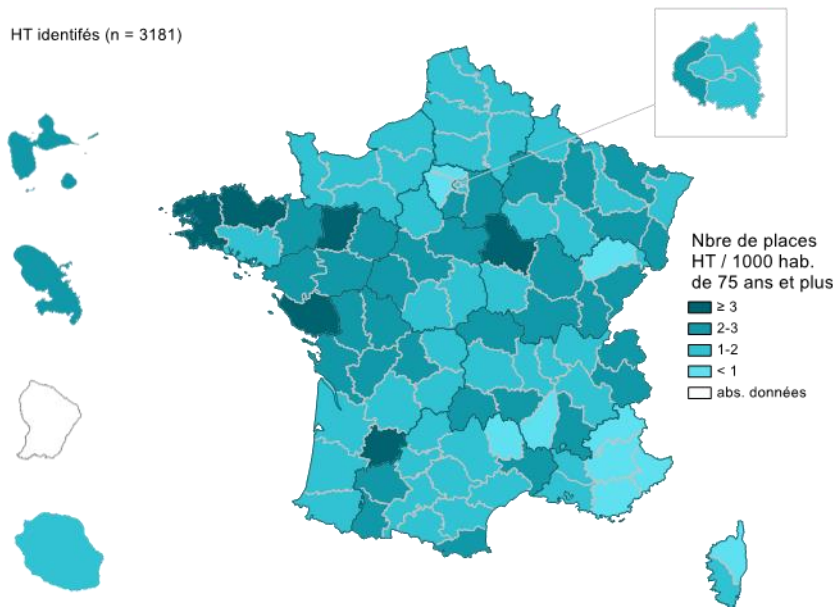 HT identifés (n = 3181)
Nbre de places
HT / 1000 hab.
de 75 ans et plus
≥ 3
2-3
1-2
< 1
abs. données